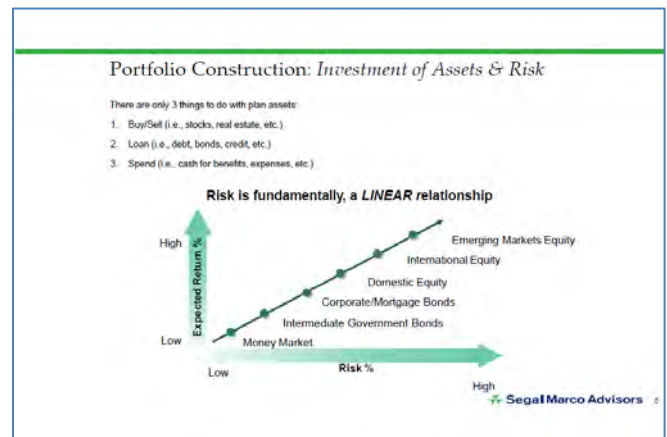 Portfolio Construction: Investment of Assets & Risk
There are only 3 things to do with plan assets:
1. Buy/Sell (i.e., stocks, real estate, etc.)
2. Loan (i.e., debt, bonds, credit, etc.)
3. Spend (i.e., cash for benefits, expenses, etc.)
Risk is fundamentally, a LINEAR relationship
High
Expected Return %
Low
Emerging Markets Equity
International Equity
Domestic Equity
Corporate/Mortgage Bonds
Intermediate Government Bonds
Money Market
Low
Risk %
High
Segal Marco Advisors